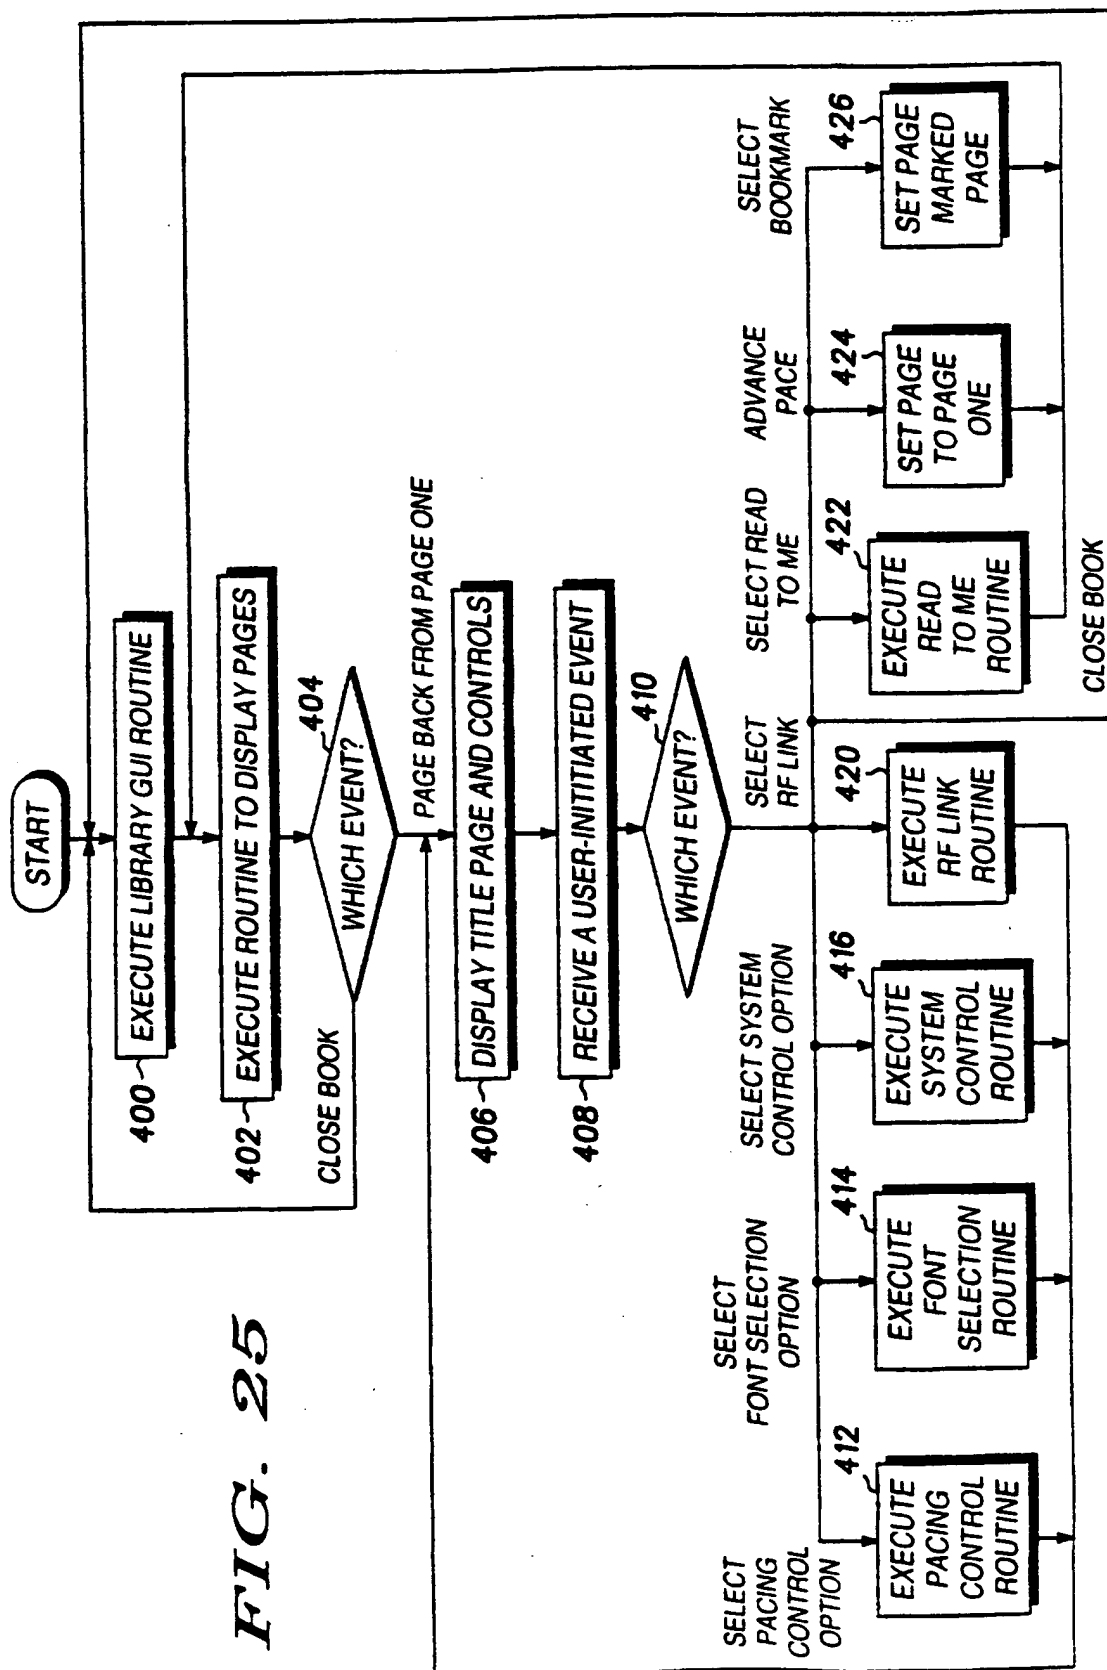 FIG. 25
START
400
EXECUTE LIBRARY GUI ROUTINE
402
EXECUTE ROUTINE TO DISPLAY PAGES
404
WHICH EVENT?
CLOSE BOOK
PAGE BACK FROM PAGE ONE
406
DISPLAY TITLE PAGE AND CONTROLS
408
RECEIVE A USER-INITIATED EVENT
410
WHICH EVENT?
SELECT
PACING
CONTROL
OPTION
412
EXECUTE
PACING
CONTROL
ROUTINE
SELECT
FONT SELECTION
OPTION
414
EXECUTE
FONT
SELECTION
ROUTINE
SELECT SYSTEM
CONTROL OPTION
416
EXECUTE
SYSTEM
CONTROL
ROUTINE
SELECT
RF LINK
420
EXECUTE
RF LINK
ROUTINE
SELECT READ
TO ME
422
EXECUTE
READ
TO ME
ROUTINE
ADVANCE
PACE
424
SET PAGE
TO PAGE
ONE
SELECT
BOOKMARK
426
SET PAGE
MARKED
PAGE
CLOSE BOOK